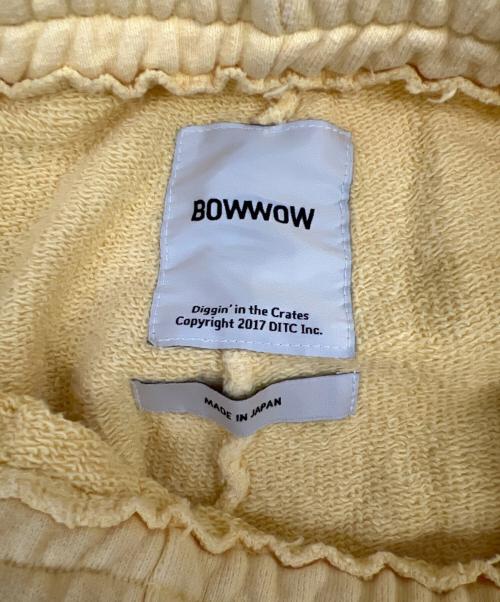 BOWWOW
Diggin' in the Crates
Copyright 2017 DITC Inc.
MADE IN JAPAN